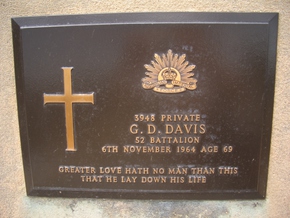 3948 PRIVATE
G. D. DAVIS
52 BATTALION
6TH NOVEMBER 1964 AGE 69
GREATER LOVE HATH NO MAN THAN THIS
THAT HE LAY DOWN HIS LIFE